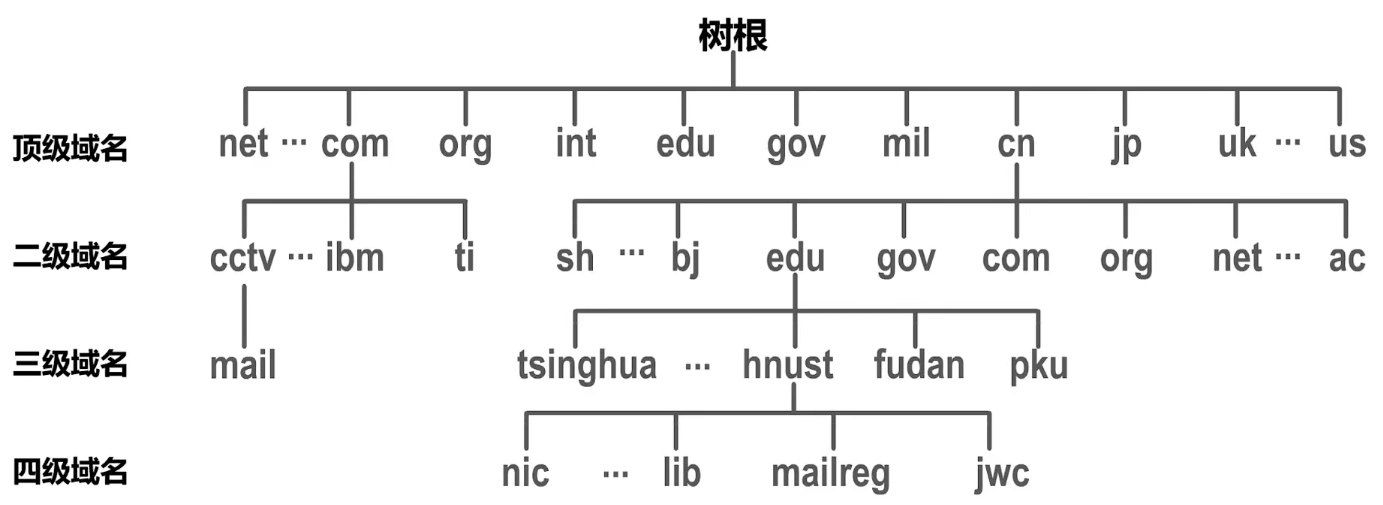 树根
顶级域名 net ··· com org int edu gov mil cn jp uk ··· us
二级域名 cctv ··· ibm ti sh ··· bj edu gov com org net ··· ac
三级域名 mail tsinghua ··· hnust fudan pku
四级域名 nic ··· lib mailreg jwc